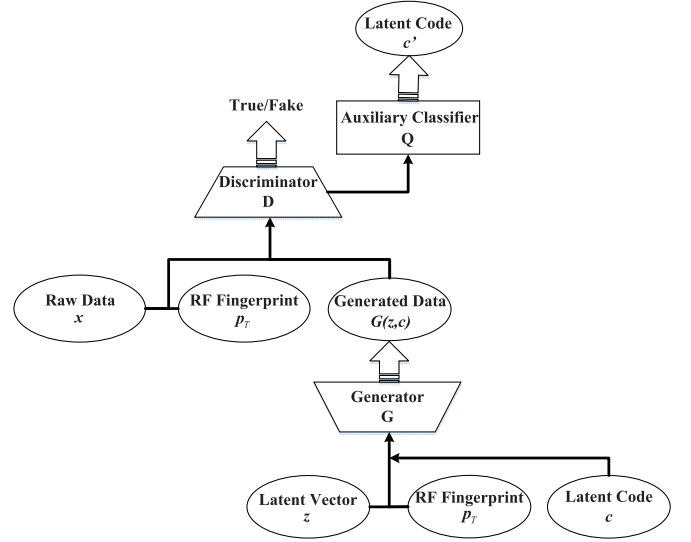 Latent Code
c’
True/Fake
Auxiliary Classifier
Q
Discriminator
D
Raw Data
x
RF Fingerprint
pT
Generated Data
G(z,c)
Generator
G
Latent Vector
z
RF Fingerprint
pT
Latent Code
c